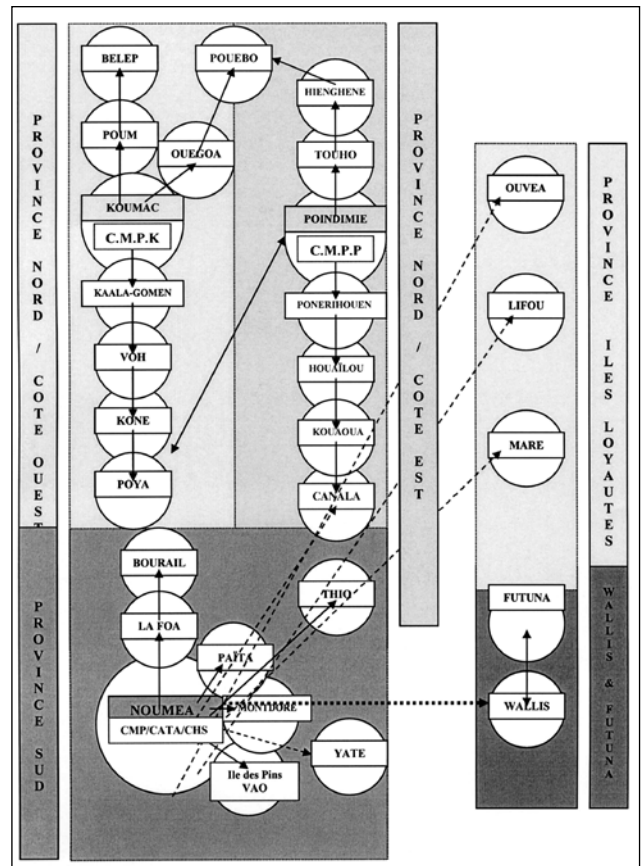 PROVINCE NORD / COTE OUEST
PROVINCE SUD
BELEP
POUEBO
HIENGHENE
POUM
OUEGOA
TOUHO
KOUMAC
C.M.P.K
POINDIMIE
C.M.P.P
KAALA-GOMEN
PONERIHOUEN
VOH
HOUAÏLOU
KONE
KOUAOUA
POYA
CANALA
BOURAIL
THIO
LA FOA
PAÏTA
NOUMEA
CMP/CATA/CHS
MONTDORE
YATE
Ile des Pins
VAO
PROVINCE NORD / COTE EST
OUVEA
LIFOU
MARE
FUTUNA
WALLIS
PROVINCE ILES LOYAUTES
WALLIS & FUTUNA